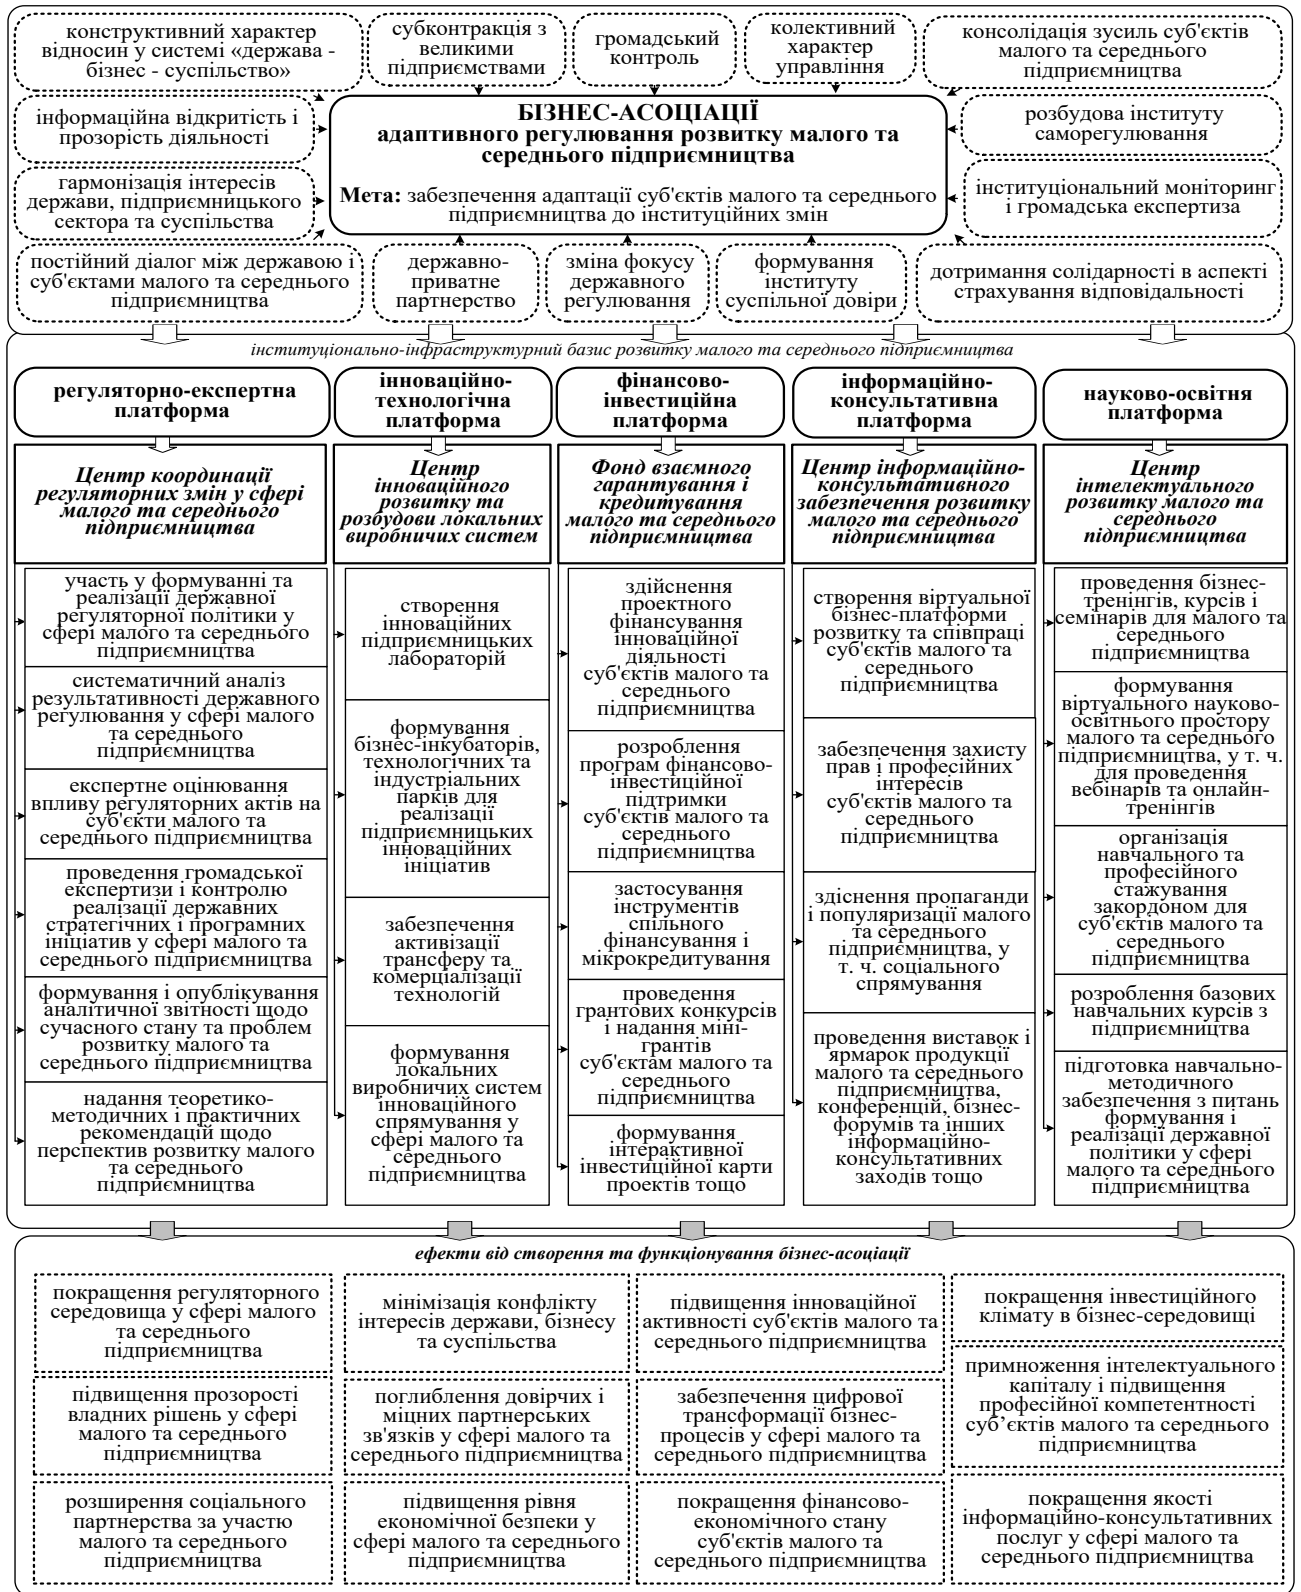 конструктивний характер
відносин у системі «держава -
бізнес - суспільство»
субконтракція з
великими
підприємствами
громадський
контроль
колективний
характер
управління
консолідація зусиль суб'єктів
малого та середнього
підприємництва
інформаційна відкритість і
прозорість діяльності
БІЗНЕС-АСОЦІАЦІЇ
адаптивного регулювання розвитку малого та
середнього підприємництва
Мета: забезпечення адаптації суб'єктів малого та середнього
підприємництва до інституційних змін
розбудова інституту
саморегулювання
гармонізація інтересів
держави, підприємницького
сектора та суспільства
інституціональний моніторинг
і громадська експертиза
постійний діалог між державою і
суб'єктами малого та середнього
підприємництва
державно-
приватне
партнерство
зміна фокусу
державного
регулювання
формування
інституту
суспільної довіри
дотримання солідарності в аспекті
страхування відповідальності
інституціонально-інфраструктурний базис розвитку малого та середнього підприємництва
регуляторно-експертна
платформа
інноваційно-
технологічна
платформа
фінансово-
інвестиційна
платформа
інформаційно-
консультативна
платформа
науково-освітня
платформа
Центр координації
регуляторних змін у сфері
малого та середнього
підприємництва
Центр
інноваційного
розвитку та
розбудови локальних
виробничих систем
Фонд взаємного
гарантування і
кредитування
малого та середнього
підприємництва
Центр інформаційно-
консультативного
забезпечення розвитку
малого та середнього
підприємництва
Центр
інтелектуального
розвитку малого та
середнього
підприємництва
участь у формуванні та
реалізації державної
регуляторної політики у
сфері малого та середнього
підприємництва
систематичний аналіз
результативності державного
регулювання у сфері малого
та середнього
підприємництва
експертне оцінювання
впливу регуляторних актів на
суб'єкти малого та
середнього підприємництва
проведення громадської
експертизи і контролю
реалізації державних
стратегічних і програмних
ініціатив у сфері малого та
середнього підприємництва
формування і опублікування
аналітичної звітності щодо
сучасного стану та проблем
розвитку малого та
середнього підприємництва
надання теоретико-
методичних і практичних
рекомендацій щодо
перспектив розвитку малого
та середнього
підприємництва
створення
інноваційних
підприємницьких
лабораторій
формування
бізнес-інкубаторів,
технологічних та
індустріальних
парків для
реалізації
підприємницьких
інноваційних
ініціатив
забезпечення
активізації
трансферу та
комерціалізації
технологій
формування
локальних
виробничих систем
інноваційного
спрямування у
сфері малого та
середнього
підприємництва
здійснення
проектного
фінансування
інноваційної
діяльності
суб'єктів малого та
середнього
підприємництва
розроблення
програм фінансово-
інвестиційної
підтримки
суб'єктів малого та
середнього
підприємництва
застосування
інструментів
спільного
фінансування і
мікрокредитування
проведення
грантових конкурсів
і надання міні-
грантів
суб'єктам малого та
середнього
підприємництва
формування
інтерактивної
інвестиційної карти
проектів тощо
створення віртуальної
бізнес-платформи
розвитку та співпраці
суб'єктів малого та
середнього
підприємництва
забезпечення захисту
прав і професійних
інтересів
суб'єктів малого та
середнього
підприємництва
здіснення пропаганди
і популяризації малого
та середнього
підприємництва, у
т. ч. соціального
спрямування
проведення виставок і
ярмарок продукції
малого та середнього
підприємництва,
конференцій, бізнес-
форумів та інших
інформаційно-
консультативних
заходів тощо
проведення бізнес-
тренінгів, курсів і
семінарів для малого та
середнього
підприємництва
формування
віртуального науково-
освітнього простору
малого та середнього
підприємництва, у т. ч.
для проведення
вебінарів та онлайн-
тренінгів
організація
навчального та
професійного
стажування
закордоном для
суб'єктів малого та
середнього
підприємництва
розроблення базових
навчальних курсів з
підприємництва
підготовка навчально-
методичного
забезпечення з питань
формування і
реалізації державної
політики у сфері
малого та середнього
підприємництва
ефекти від створення та функціонування бізнес-асоціації
покращення регуляторного
середовища у сфері малого
та середнього
підприємництва
мінімізація конфлікту
інтересів держави, бізнесу
та суспільства
підвищення інноваційної
активності суб'єктів малого та
середнього підприємництва
покращення інвестиційного
клімату в бізнес-середовищі
підвищення прозорості
владних рішень у сфері
малого та середнього
підприємництва
поглиблення довірчих і
міцних партнерських
зв'язків у сфері малого та
середнього підприємництва
забезпечення цифрової
трансформації бізнес-
процесів у сфері малого та
середнього підприємництва
примноження інтелектуального
капіталу і підвищення
професійної компетентності
суб’єктів малого та середнього
підприємництва
розширення соціального
партнерства за участю
малого та середнього
підприємництва
підвищення рівня
економічної безпеки у
сфері малого та середнього
підприємництва
покращення фінансово-
економічного стану
суб'єктів малого та
середнього підприємництва
покращення якості
інформаційно-консультативних
послуг у сфері малого та
середнього підприємництва